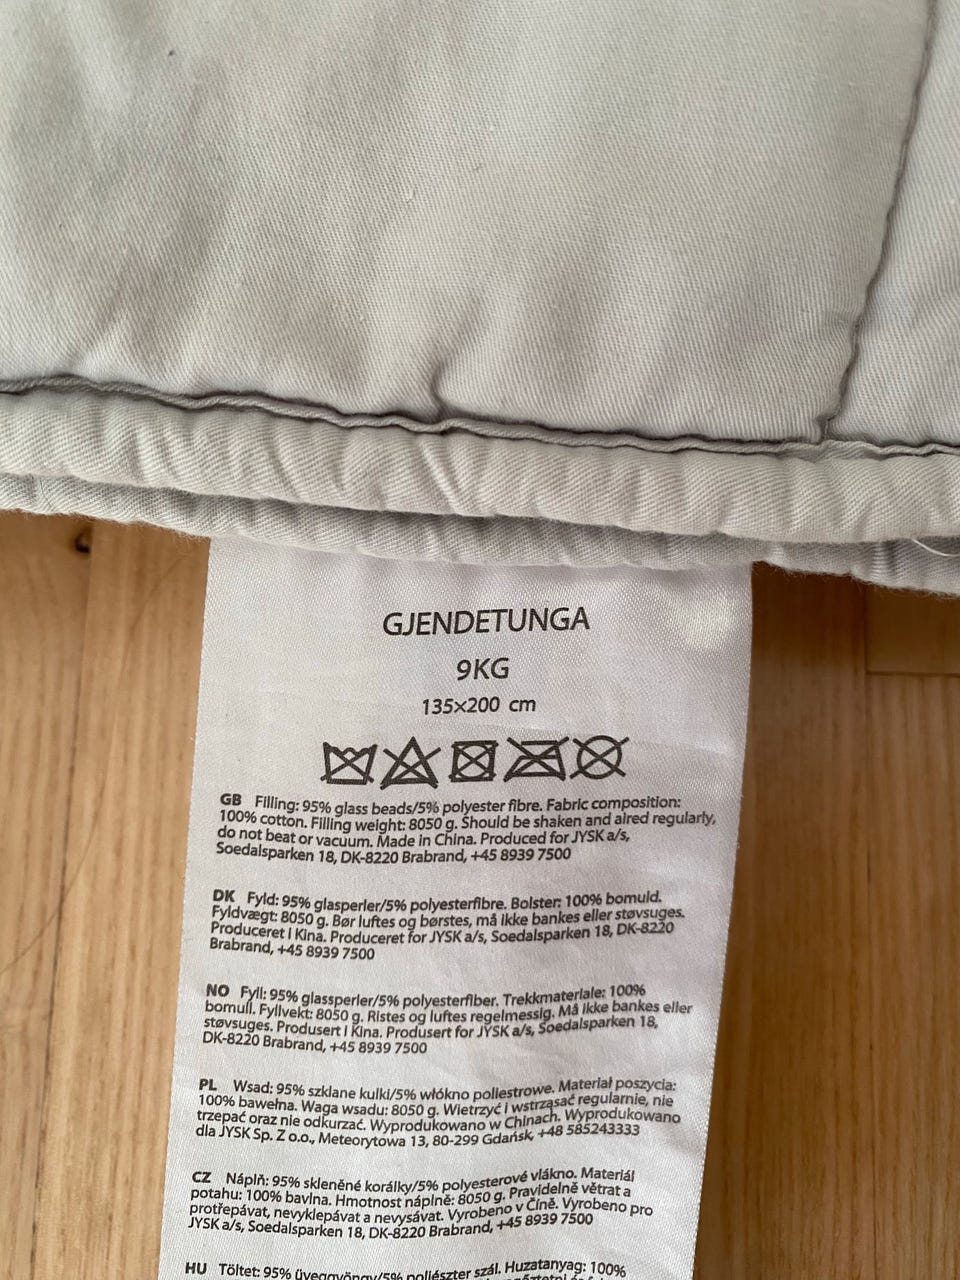 GJENDETUNGA
9KG
135×200 cm
GB Filling: 95% glass beads/5% polyester fibre. Fabric composition:
100% cotton. Filling weight: 8050 g. Should be shaken and aired regularly,
do not beat or vacuum. Made in China. Produced for JYSK a/s,
Soedalsparken 18, DK-8220 Brabrand, +45 8939 7500
DK Fyld: 95% glasperler/5% polyesterfibre. Bolster: 100% bomuld.
Fyldvægt: 8050 g. Bør luftes og børstes, må ikke bankes eller støvsuges.
Produceret i Kina. Produceret for JYSK a/s, Soedalsparken 18, DK-8220
Brabrand, +45 8939 7500
NO Fyll: 95% glassperler/5% polyesterfiber. Trekkmateriale: 100%
bomull. Fyllvekt: 8050 g. Ristes og luftes regelmessig. Må ikke bankes eller
støvsuges. Produsert i Kina. Produsert for JYSK a/s, Soedalsparken 18,
DK-8220 Brabrand, +45 8939 7500
PL Wsad: 95% szklane kulki/5% włókno poliestrowe. Materiał poszycia:
100% bawełna. Waga wsadu: 8050 g. Wietrzyć i wstrząsać regularnie, nie
trzepać oraz nie odkurzać. Wyprodukowano w Chinach. Wyprodukowano
dla JYSK Sp. Z o.o., Meteorytowa 13, 80-299 Gdańsk, +48 585243333
CZ Náplň: 95% skleněné korálky/5% polyesterové vlákno. Materiál
potahu: 100% bavlna. Hmotnost náplně: 8050 g. Pravidelně větrat a
protřepávat, nevyklepávat a nevysávat. Vyrobeno v Číně. Vyrobeno pro
JYSK a/s, Soedalsparken 18, DK-8220 Brabrand, +45 8939 7500
HU Töltet: 95% üveggyöngy/5% poliészter szál. Huzatanyag: 100%